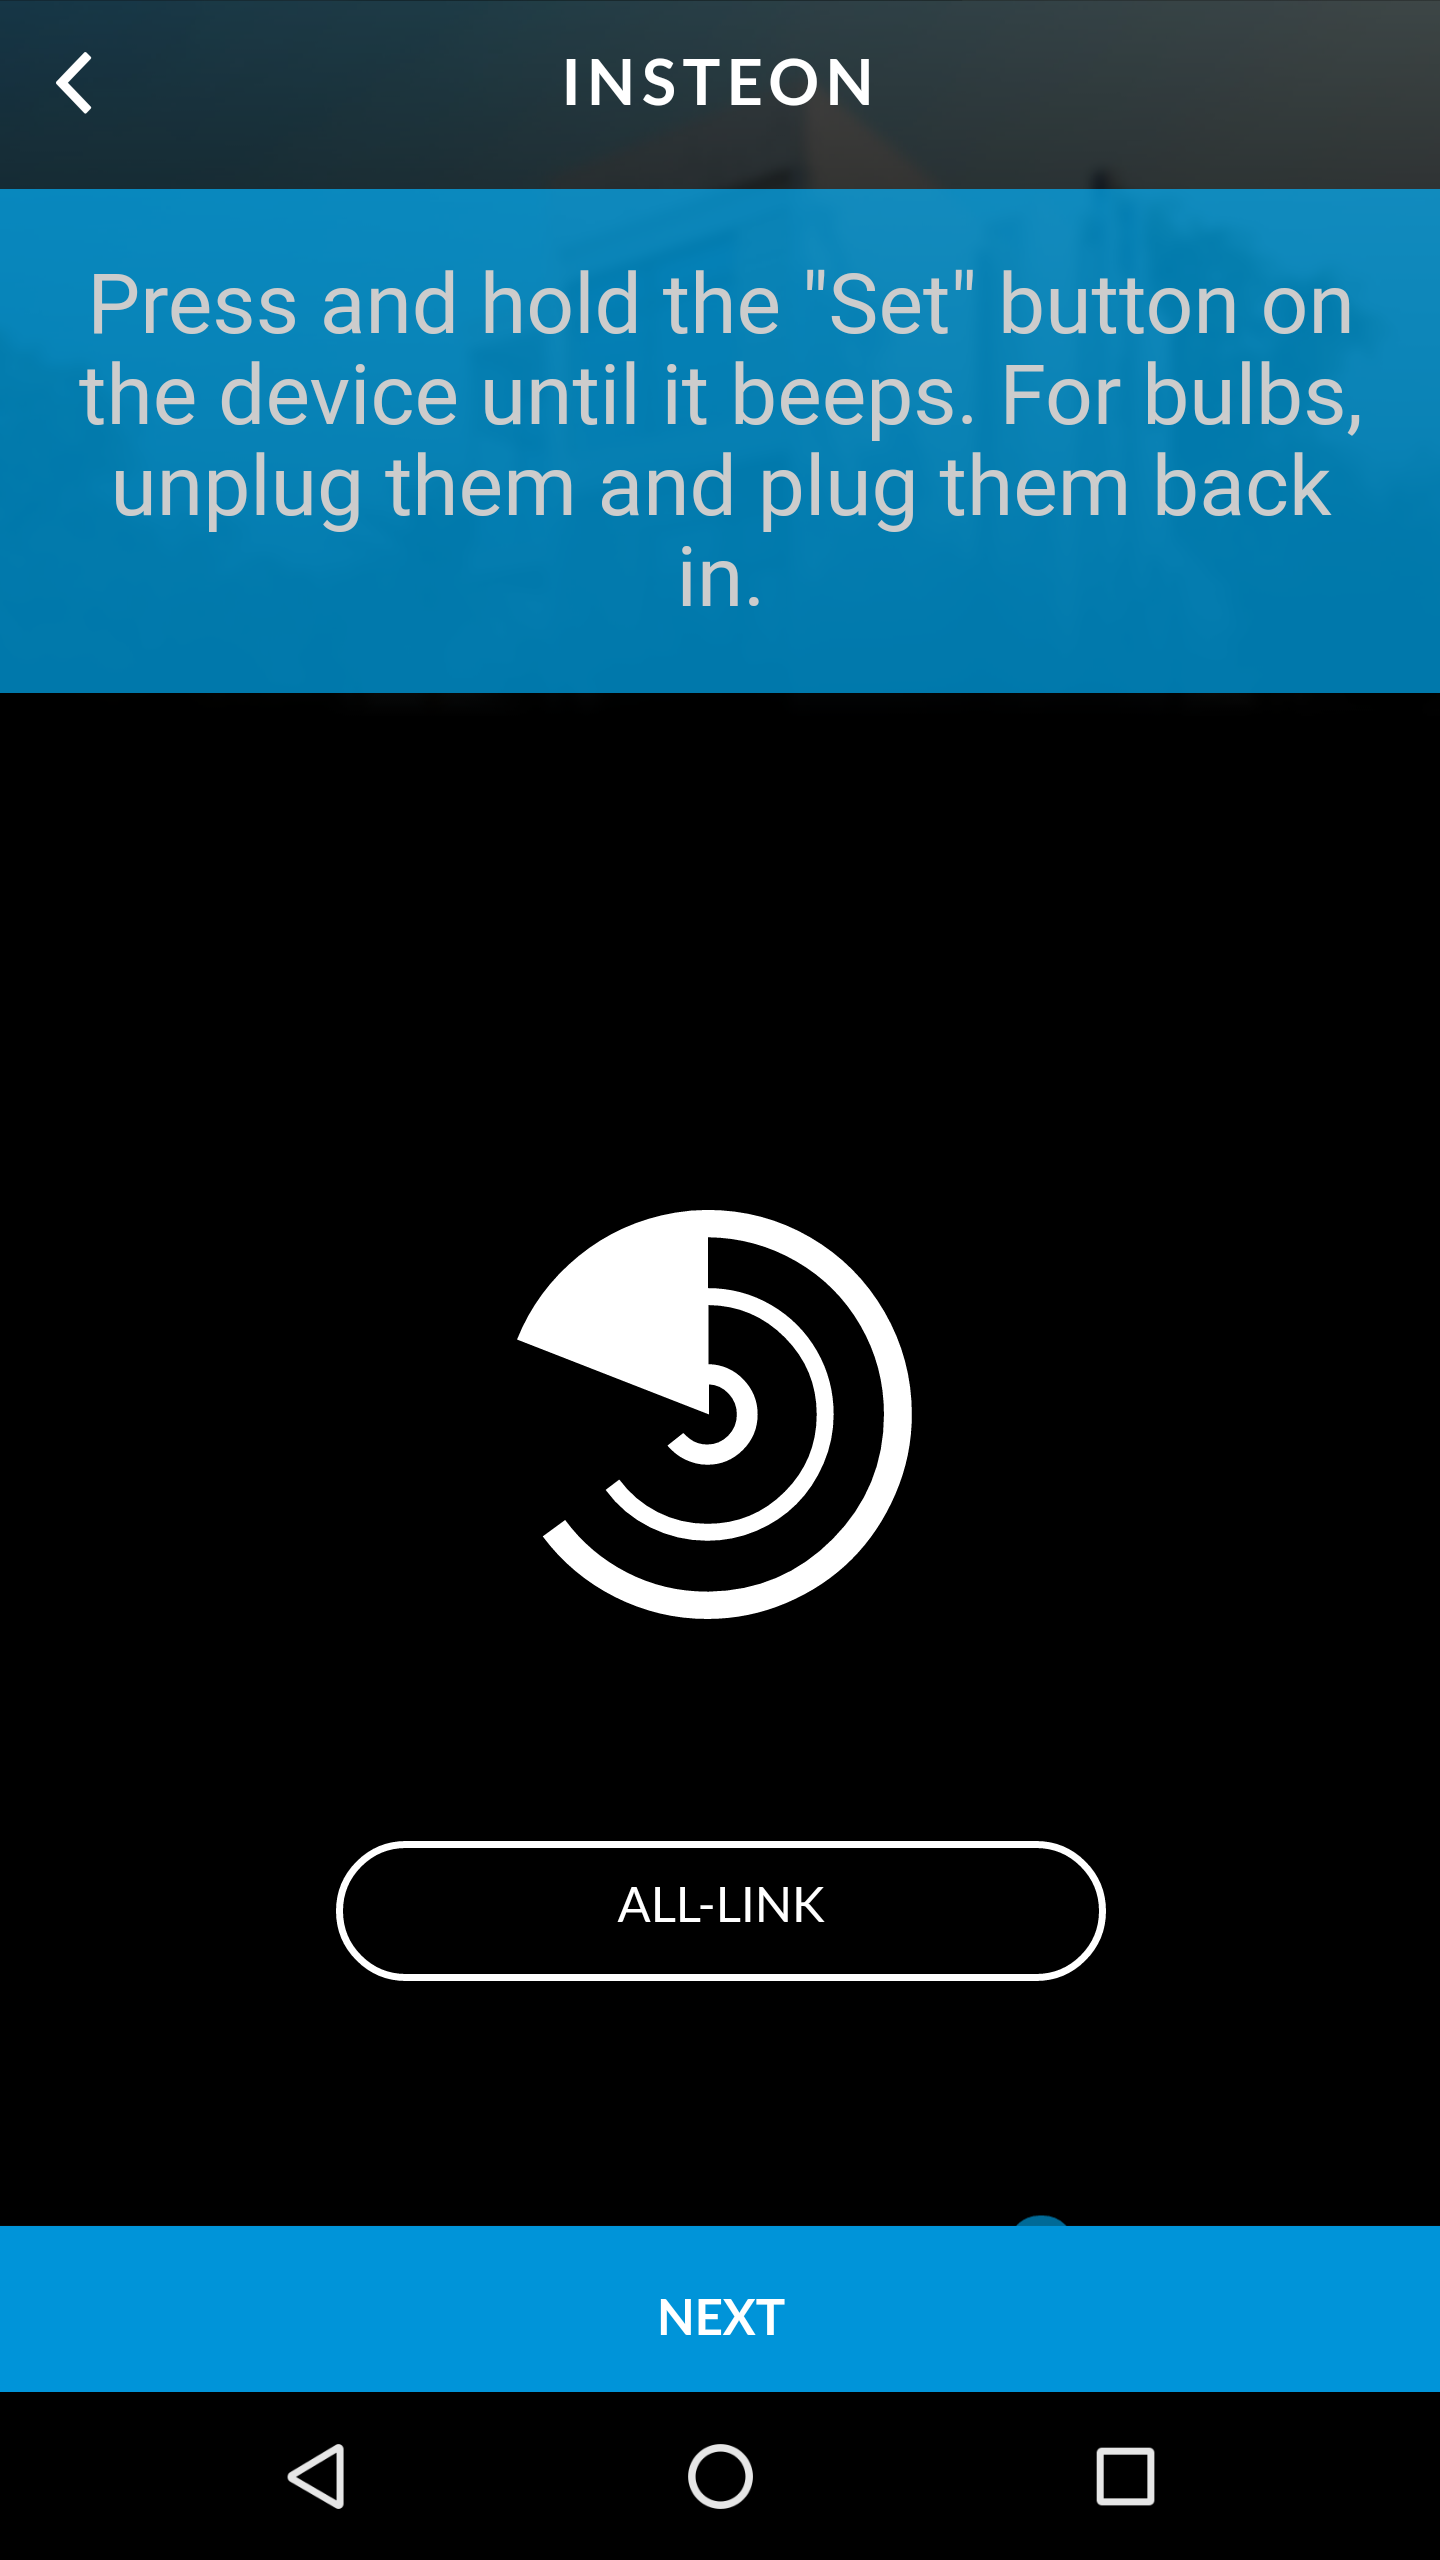 INSTEON
Press and hold the "Set" button on
the device until it beeps. For bulbs,
unplug them and plug them back
in.
ALL-LINK
NEXT